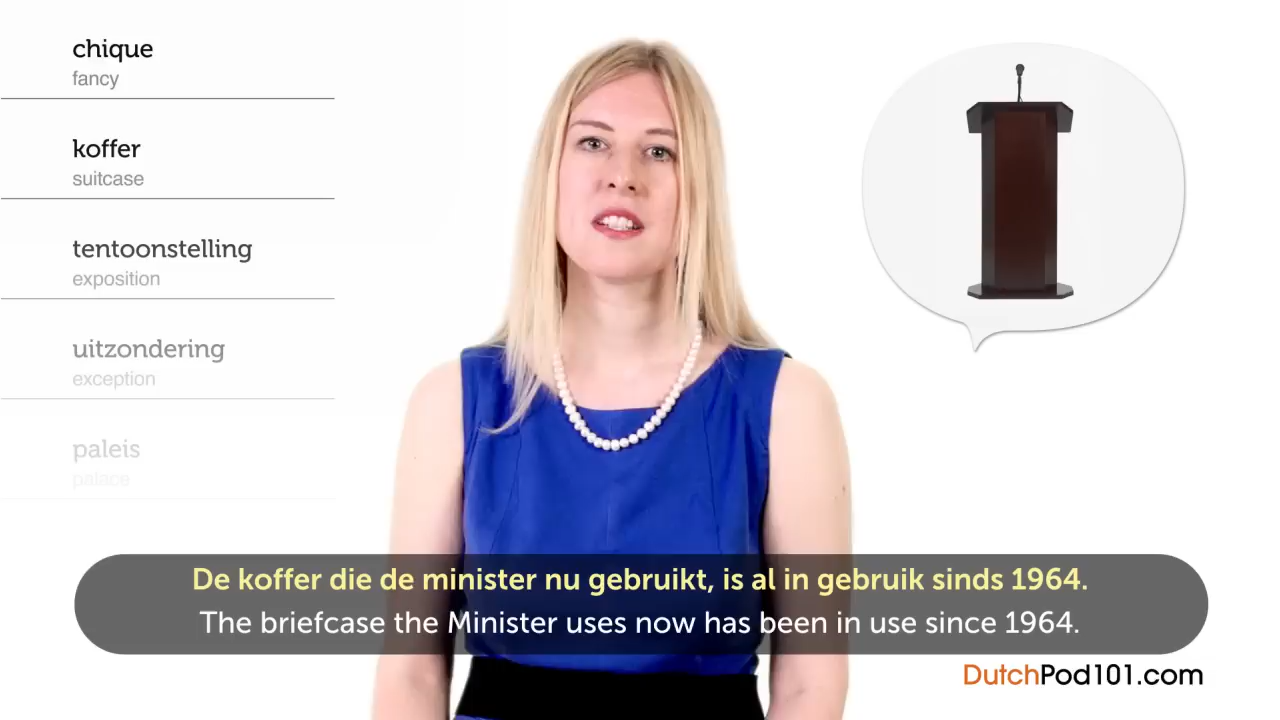 chique
fancy
koffer
suitcase
tentoonstelling
exposition
uitzondering
exception
paleis
palace
De koffer die de minister nu gebruikt, is al in gebruik sinds 1964.
The briefcase the Minister uses now has been in use since 1964.
DutchPod101.com